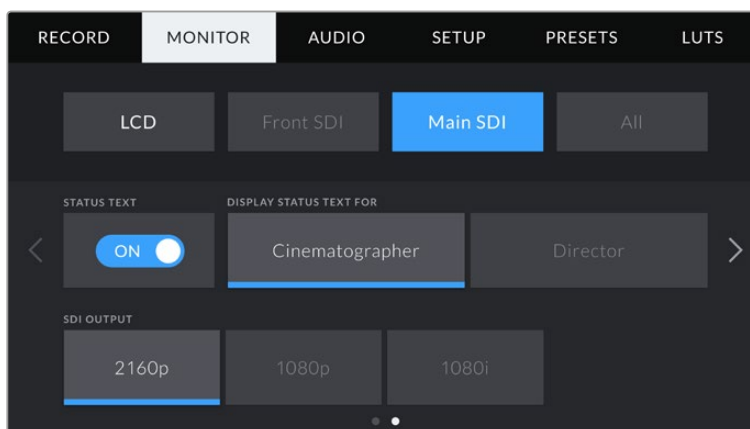 RECORD MONITOR AUDIO SETUP PRESETS LUTS
LCD Front SDI Main SDI All
STATUS TEXT DISPLAY STATUS TEXT FOR
ON Cinematographer Director
SDI OUTPUT
2160p 1080p 1080i